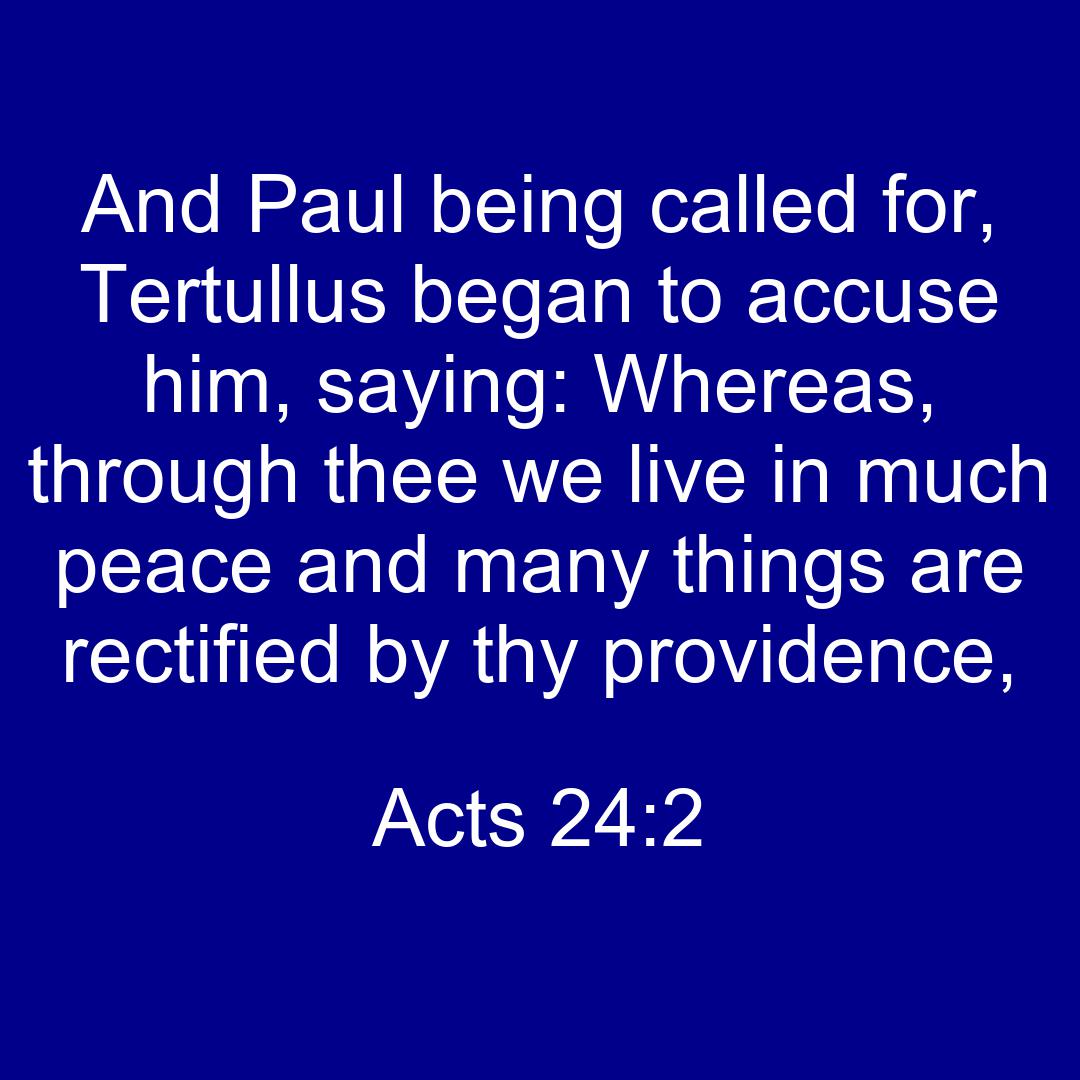 And Paul being called for,
Tertullus began to accuse
him, saying: Whereas,
through thee we live in much
peace and many things are
rectified by thy providence,
Acts 24:2